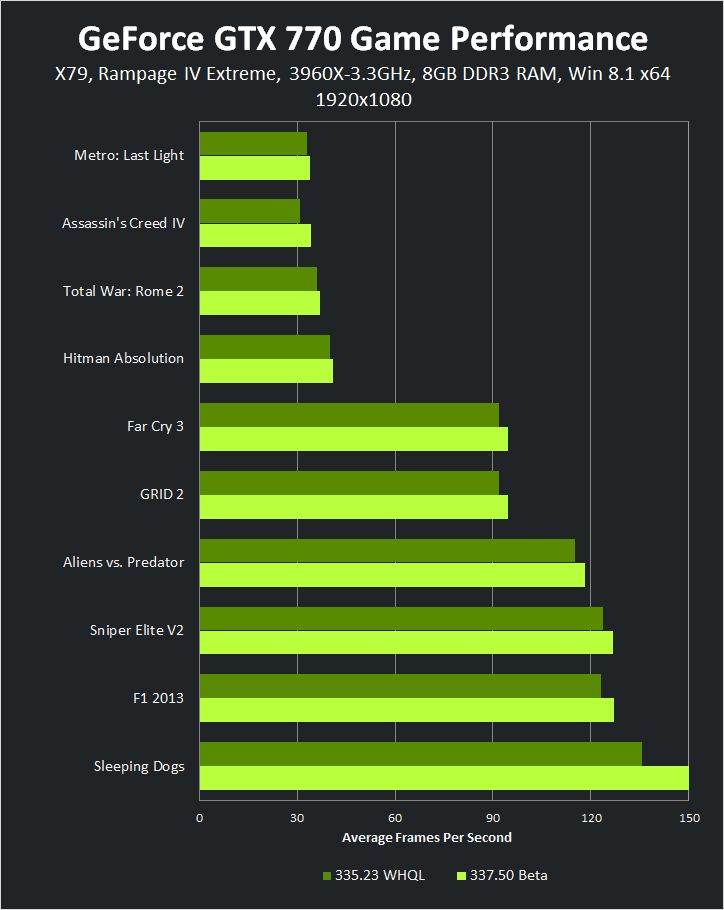 GeForce GTX 770 Game Performance
X79, Rampage IV Extreme, 3960X-3.3GHz, 8GB DDR3 RAM, Win 8.1 x64
1920x1080
Metro: Last Light
Assassin's Creed IV
Total War: Rome 2
Hitman Absolution
Far Cry 3
GRID 2
Aliens vs. Predator
Sniper Elite V2
F1 2013
Sleeping Dogs
0 30 60 90 120 150
Average Frames Per Second
335.23 WHQL 337.50 Beta